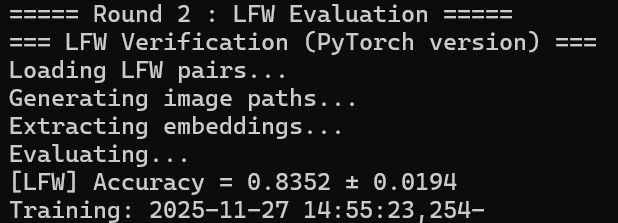 ===== Round 2 : LFW Evaluation =====
=== LFW Verification (PyTorch version) ===
Loading LFW pairs...
Generating image paths...
Extracting embeddings...
Evaluating...
[LFW] Accuracy = 0.8352 ± 0.0194
Training: 2025-11-27 14:55:23,254-